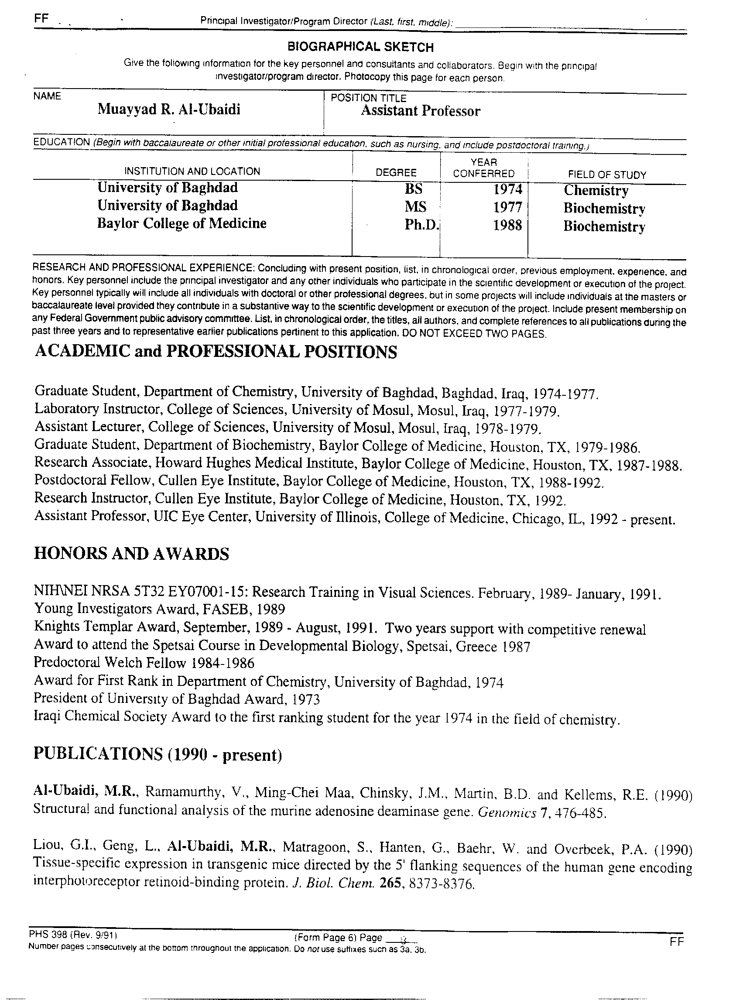 FF
Principal Investigator/Program Director (Last, first, middle):
BIOGRAPHICAL SKETCH
Give the following information for the key personnel and consultants and collaborators. Begin with the principal
investigator/program director. Photocopy this page for each person.
NAME
POSITION TITLE
Muayyad R. Al-Ubaidi
Assistant Professor
EDUCATION (Begin with baccalaureate or other initial professional education, such as nursing, and include postdoctoral training.)
INSTITUTION AND LOCATION DEGREE YEAR CONFERRED FIELD OF STUDY
University of Baghdad BS 1974 Chemistry
University of Baghdad MS 1977 Biochemistry
Baylor College of Medicine Ph.D. 1988 Biochemistry
RESEARCH AND PROFESSIONAL EXPERIENCE: Concluding with present position, list, in chronological order, previous employment, experience, and
honors. Key personnel include the principal investigator and any other individuals who participate in the scientific development or execution of the project.
Key personnel typically will include all individuals with doctoral or other professional degrees, but in some projects will include individuals at the masters or
baccalaureate level provided they contribute in a substantive way to the scientific development or execution of the project. Include present membership on
any Federal Government public advisory committee. List, in chronological order, the titles, all authors, and complete references to all publications during the
past three years and to representative earlier publications pertinent to this application. DO NOT EXCEED TWO PAGES.
ACADEMIC and PROFESSIONAL POSITIONS
Graduate Student, Department of Chemistry, University of Baghdad, Baghdad, Iraq, 1974-1977.
Laboratory Instructor, College of Sciences, University of Mosul, Mosul, Iraq, 1977-1979.
Assistant Lecturer, College of Sciences, University of Mosul, Mosul, Iraq, 1978-1979.
Graduate Student, Department of Biochemistry, Baylor College of Medicine, Houston, TX, 1979-1986.
Research Associate, Howard Hughes Medical Institute, Baylor College of Medicine, Houston, TX, 1987-1988.
Postdoctoral Fellow, Cullen Eye Institute, Baylor College of Medicine, Houston, TX, 1988-1992.
Research Instructor, Cullen Eye Institute, Baylor College of Medicine, Houston, TX, 1992.
Assistant Professor, UIC Eye Center, University of Illinois, College of Medicine, Chicago, IL, 1992 - present.
HONORS AND AWARDS
NIH\NEI NRSA 5T32 EY07001-15: Research Training in Visual Sciences. February, 1989- January, 1991.
Young Investigators Award, FASEB, 1989
Knights Templar Award, September, 1989 - August, 1991. Two years support with competitive renewal
Award to attend the Spetsai Course in Developmental Biology, Spetsai, Greece 1987
Predoctoral Welch Fellow 1984-1986
Award for First Rank in Department of Chemistry, University of Baghdad, 1974
President of University of Baghdad Award, 1973
Iraqi Chemical Society Award to the first ranking student for the year 1974 in the field of chemistry.
PUBLICATIONS (1990 - present)
Al-Ubaidi, M.R., Ramamurthy, V., Ming-Chei Maa, Chinsky, J.M., Martin, B.D. and Kellems, R.E. (1990)
Structural and functional analysis of the murine adenosine deaminase gene. Genomics 7, 476-485.
Liou, G.I., Geng, L., Al-Ubaidi, M.R., Matragoon, S., Hanten, G., Baehr, W. and Overbeek, P.A. (1990)
Tissue-specific expression in transgenic mice directed by the 5' flanking sequences of the human gene encoding
interphotoreceptor retinoid-binding protein. J. Biol. Chem. 265, 8373-8376.
PHS 398 (Rev. 9/91)
(Form Page 6) Page
FF
Number pages consecutively at the bottom throughout the application. Do not use suffixes such as 3a, 3b.